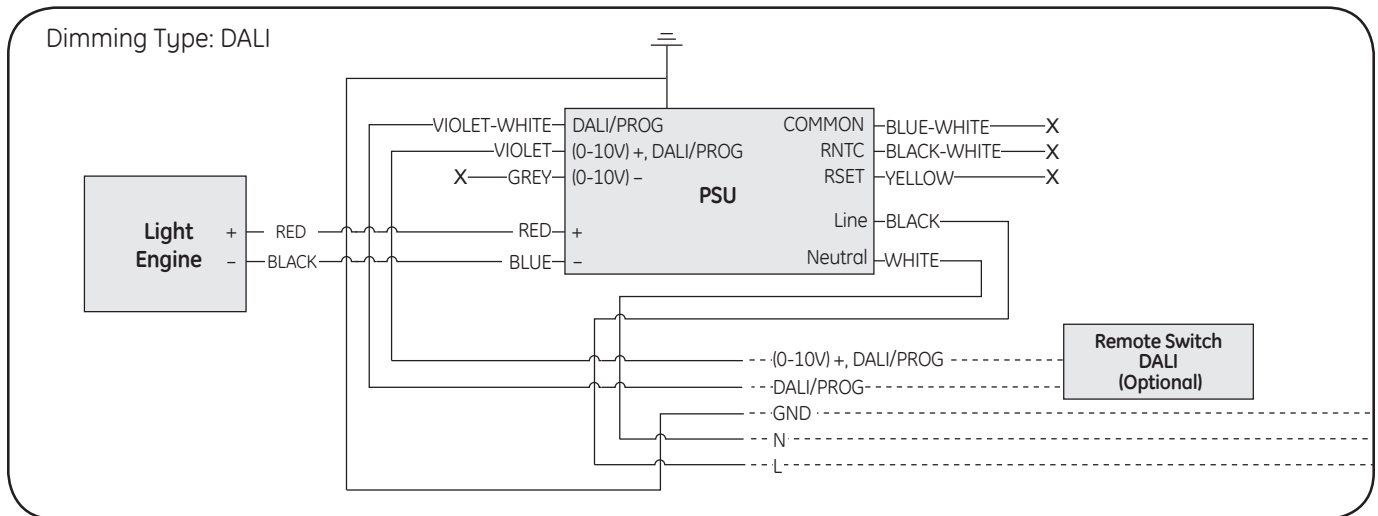 Dimming Type: DALI
VIOLET-WHITE DALI/PROG COMMON BLUE-WHITE X
VIOLET (0-10V) +, DALI/PROG RNTC BLACK-WHITE X
X GREY (0-10V) – RSET YELLOW X
PSU
Light Engine
+ RED RED + Line BLACK
– BLACK BLUE – Neutral WHITE
(0-10V) +, DALI/PROG
DALI/PROG
GND
N
L
Remote Switch
DALI
(Optional)